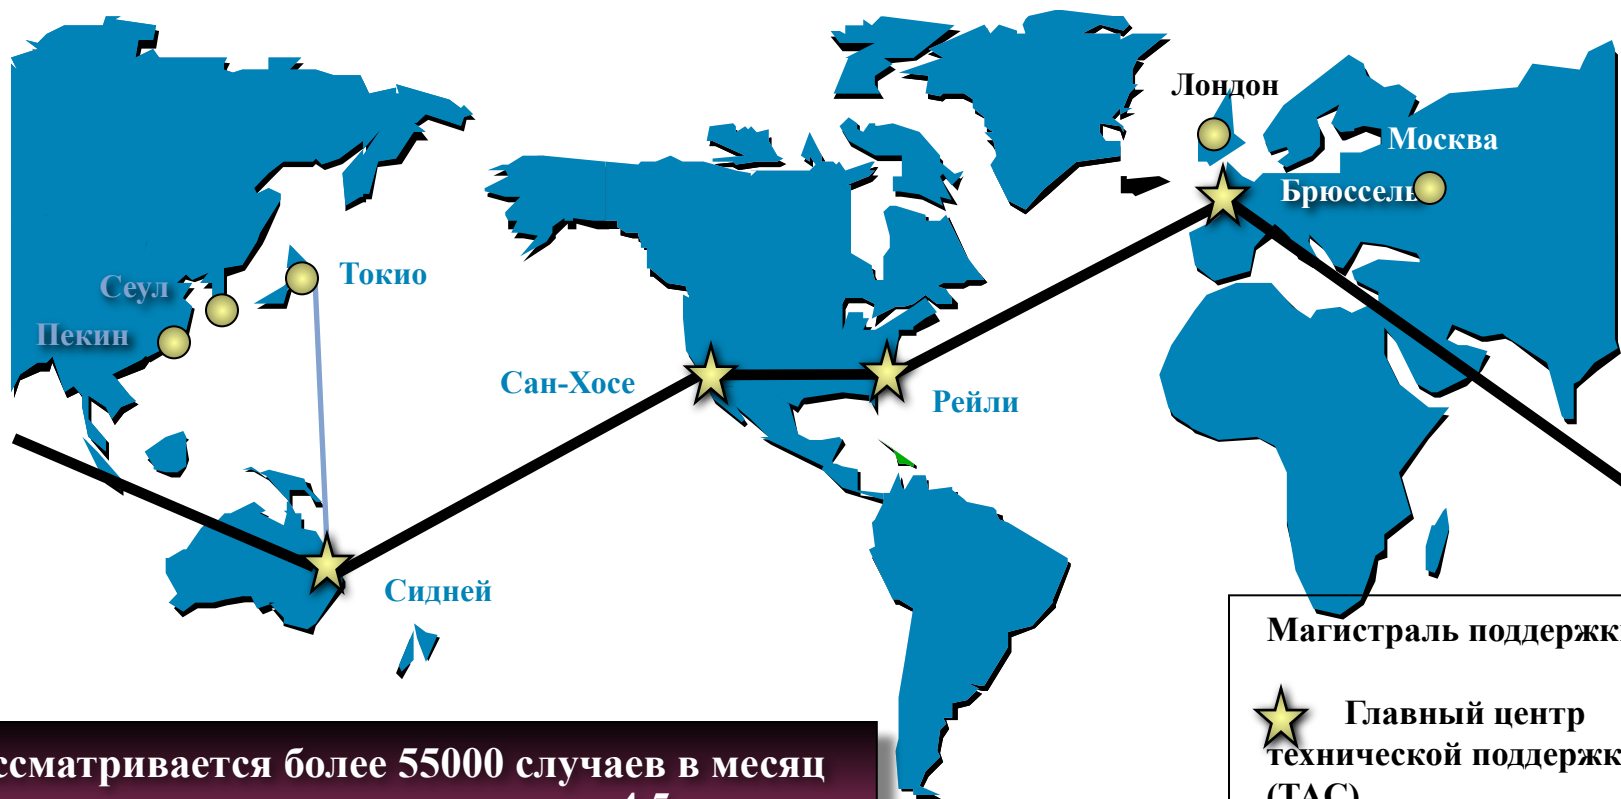 Лондон
Москва
Брюссель
Токио
Сеул
Пекин
Сан-Хосе
Рейли
Сидней
Магистраль поддержк
Главный центр
технической поддержк
(TAC)
ссматривается более 55000 случаев в месяц